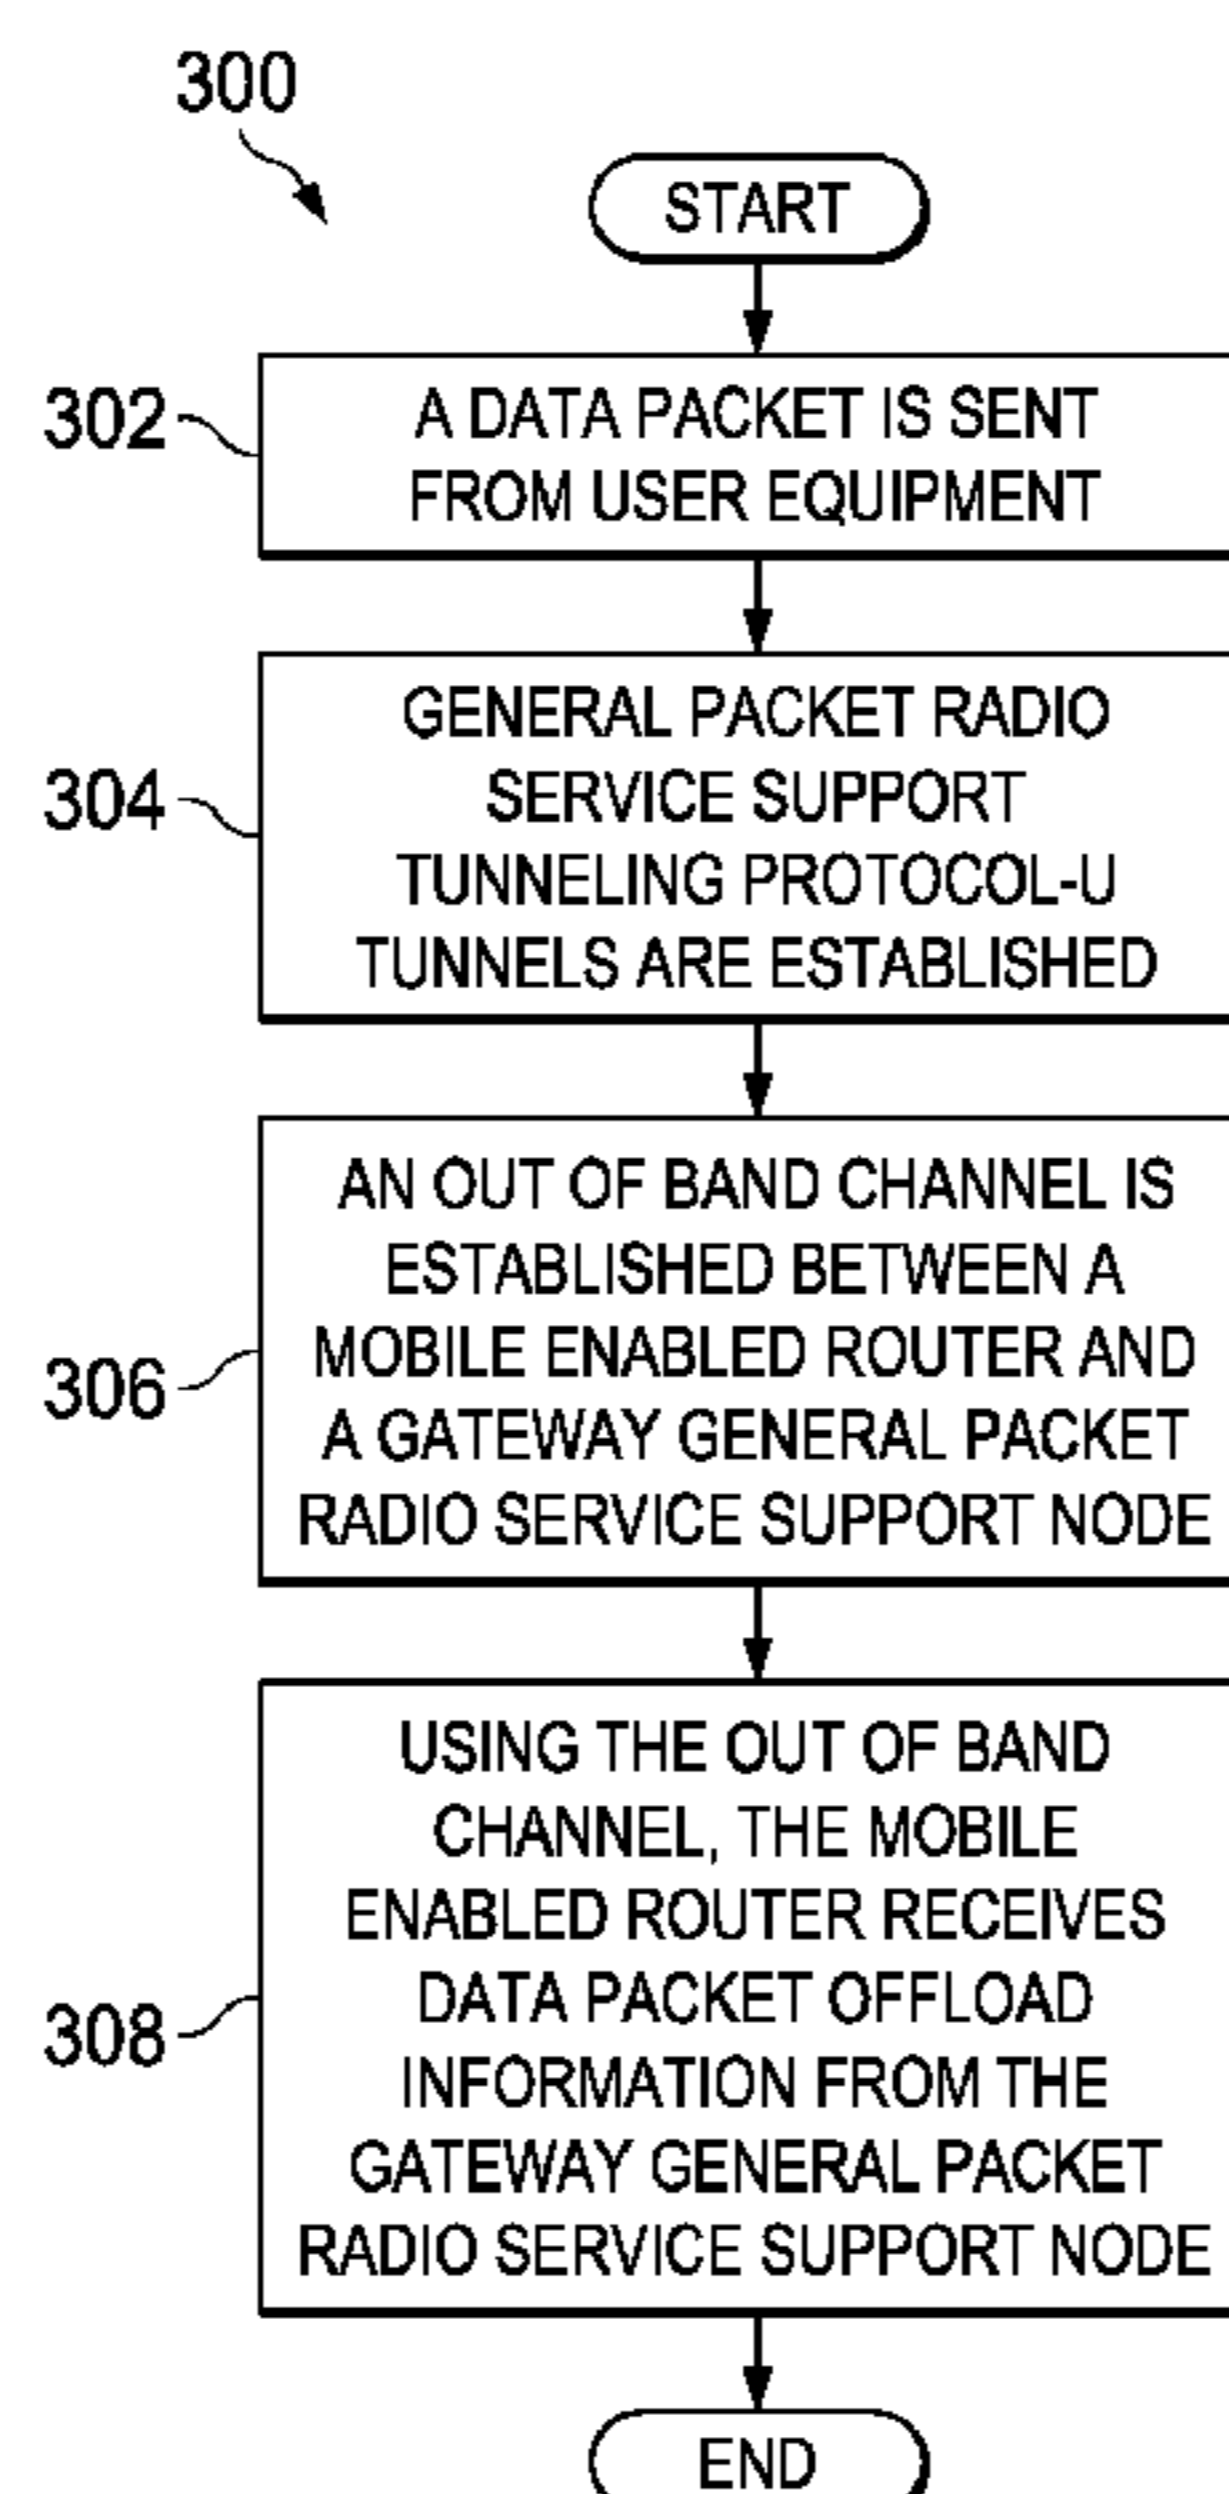 300
START
302
A DATA PACKET IS SENT
FROM USER EQUIPMENT
304
GENERAL PACKET RADIO
SERVICE SUPPORT
TUNNELING PROTOCOL-U
TUNNELS ARE ESTABLISHED
306
AN OUT OF BAND CHANNEL IS
ESTABLISHED BETWEEN A
MOBILE ENABLED ROUTER AND
A GATEWAY GENERAL PACKET
RADIO SERVICE SUPPORT NODE
308
USING THE OUT OF BAND
CHANNEL, THE MOBILE
ENABLED ROUTER RECEIVES
DATA PACKET OFFLOAD
INFORMATION FROM THE
GATEWAY GENERAL PACKET
RADIO SERVICE SUPPORT NODE
END